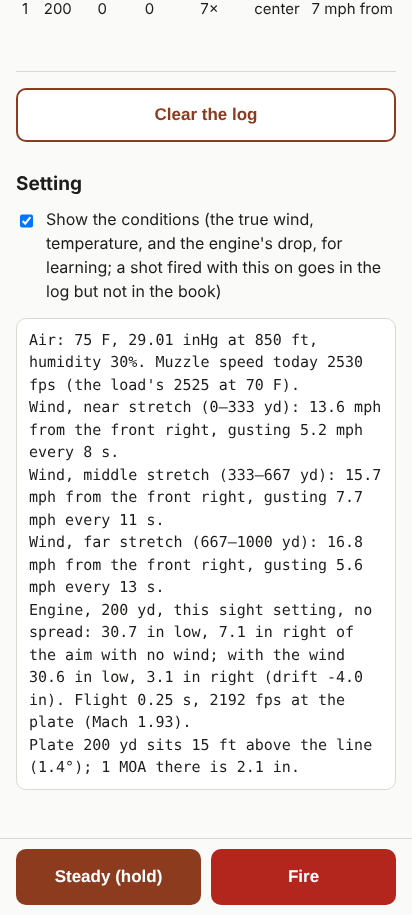 1 200 0 0 7× center 7 mph from
Clear the log
Setting
Show the conditions (the true wind,
temperature, and the engine's drop, for
learning; a shot fired with this on goes in the
log but not in the book)
Air: 75 F, 29.01 inHg at 850 ft,
humidity 30%. Muzzle speed today 2530
fps (the load's 2525 at 70 F).
Wind, near stretch (0–333 yd): 13.6 mph
from the front right, gusting 5.2 mph
every 8 s.
Wind, middle stretch (333–667 yd): 15.7
mph from the front right, gusting 7.7
mph every 11 s.
Wind, far stretch (667–1000 yd): 16.8
mph from the front right, gusting 5.6
mph every 13 s.
Engine, 200 yd, this sight setting, no
spread: 30.7 in low, 7.1 in right of
the aim with no wind; with the wind
30.6 in low, 3.1 in right (drift -4.0
in). Flight 0.25 s, 2192 fps at the
plate (Mach 1.93).
Plate 200 yd sits 15 ft above the line
(1.4°); 1 MOA there is 2.1 in.
Steady (hold)
Fire